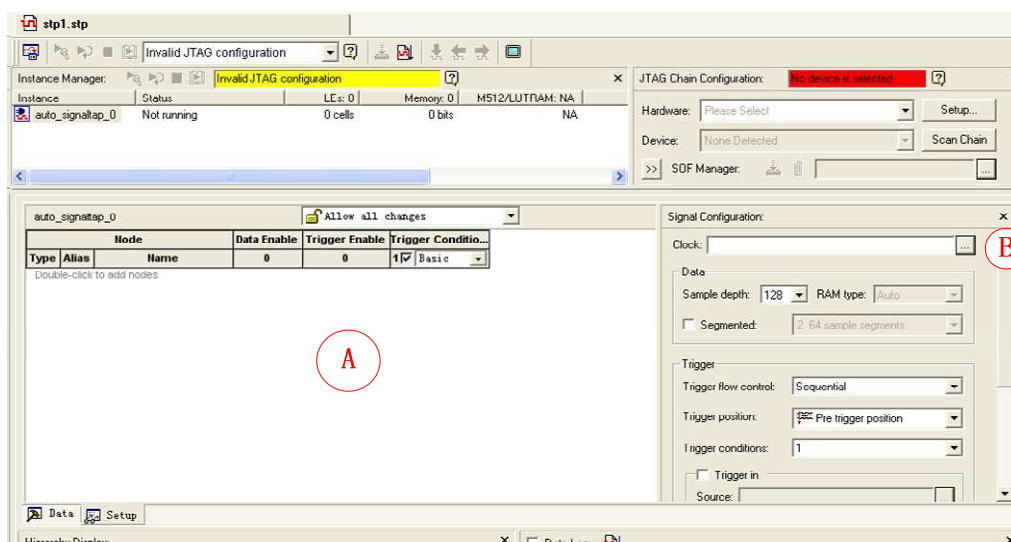 stp1.stp
Invalid JTAG configuration
Instance Manager: Invalid JTAG configuration
Instance Status LEs: 0 Memory: 0 M512/LUTRAM: NA
auto_signaltap_0 Not running 0 cells 0 bits NA
JTAG Chain Configuration: No device is selected
Hardware: Please Select Setup...
Device: None Detected Scan Chain
>> SOF Manager: ...
auto_signaltap_0 Allow all changes
Node Data Enable Trigger Enable Trigger Conditio...
Type Alias Name 0 0 1 Basic
Double-click to add nodes
A
Signal Configuration:
Clock: ...
B
Data
Sample depth: 128 RAM type: Auto
Segmented: 2 64 sample segments
Trigger
Trigger flow control: Sequential
Trigger position: Pre trigger position
Trigger conditions: 1
Trigger in
Source: ...
Data Setup
Hierarchy Display:
Data Log: